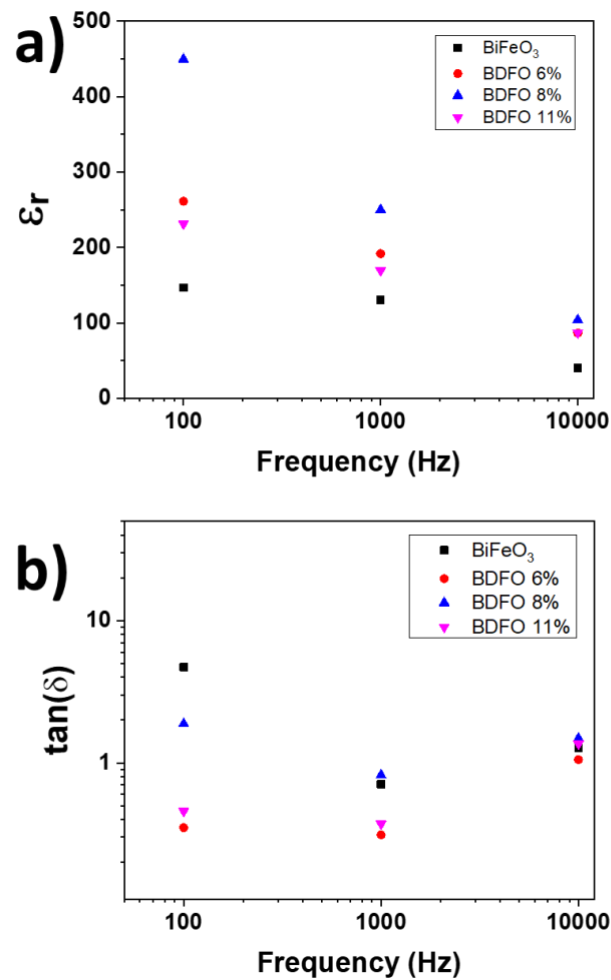 a)
500
400
300
200
100
0
εr
BiFeO3
BDFO 6%
BDFO 8%
BDFO 11%
100
1000
10000
Frequency (Hz)
b)
10
1
tan(δ)
BiFeO3
BDFO 6%
BDFO 8%
BDFO 11%
100
1000
10000
Frequency (Hz)